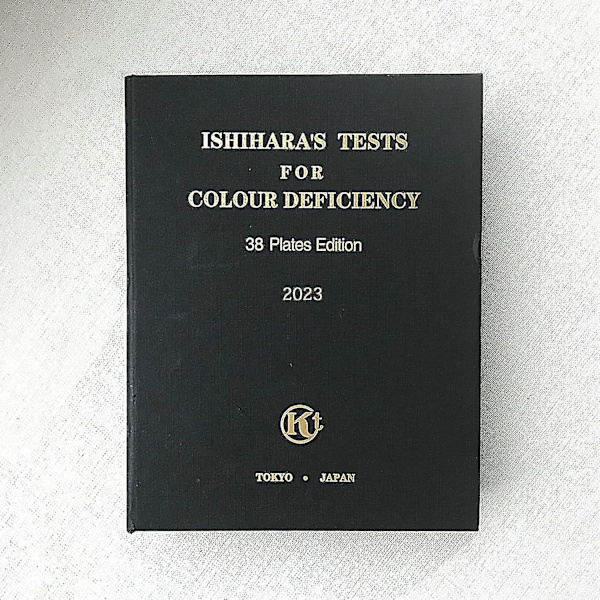 ISHIHARA'S TESTS
FOR
COLOUR DEFICIENCY
38 Plates Edition
2023
Kt
TOKYO • JAPAN